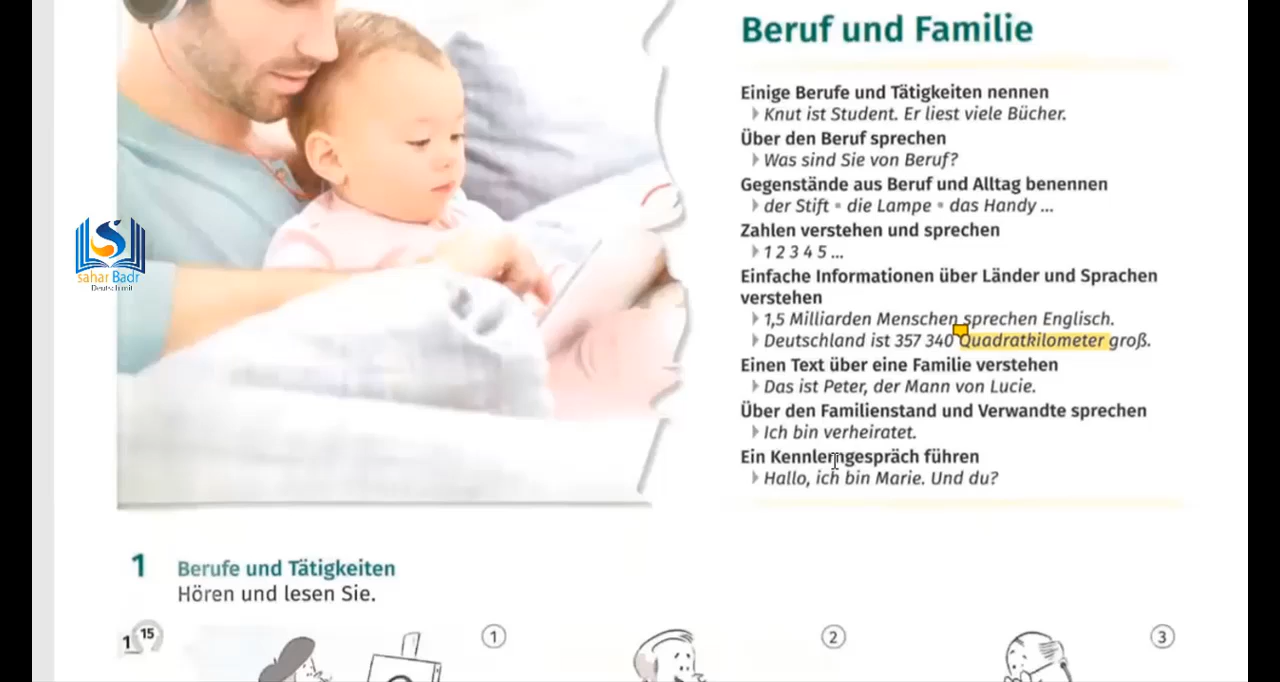 Beruf und Familie
Einige Berufe und Tätigkeiten nennen
Knut ist Student. Er liest viele Bücher.
Über den Beruf sprechen
Was sind Sie von Beruf?
Gegenstände aus Beruf und Alltag benennen
der Stift • die Lampe • das Handy ...
Zahlen verstehen und sprechen
1 2 3 4 5 ...
Einfache Informationen über Länder und Sprachen
verstehen
1,5 Milliarden Menschen sprechen Englisch.
Deutschland ist 357 340 Quadratkilometer groß.
Einen Text über eine Familie verstehen
Das ist Peter, der Mann von Lucie.
Über den Familienstand und Verwandte sprechen
Ich bin verheiratet.
Ein Kennlerngespräch führen
Hallo, ich bin Marie. Und du?
sahar Badr
1 Berufe und Tätigkeiten
Hören und lesen Sie.
1 15
1 2 3